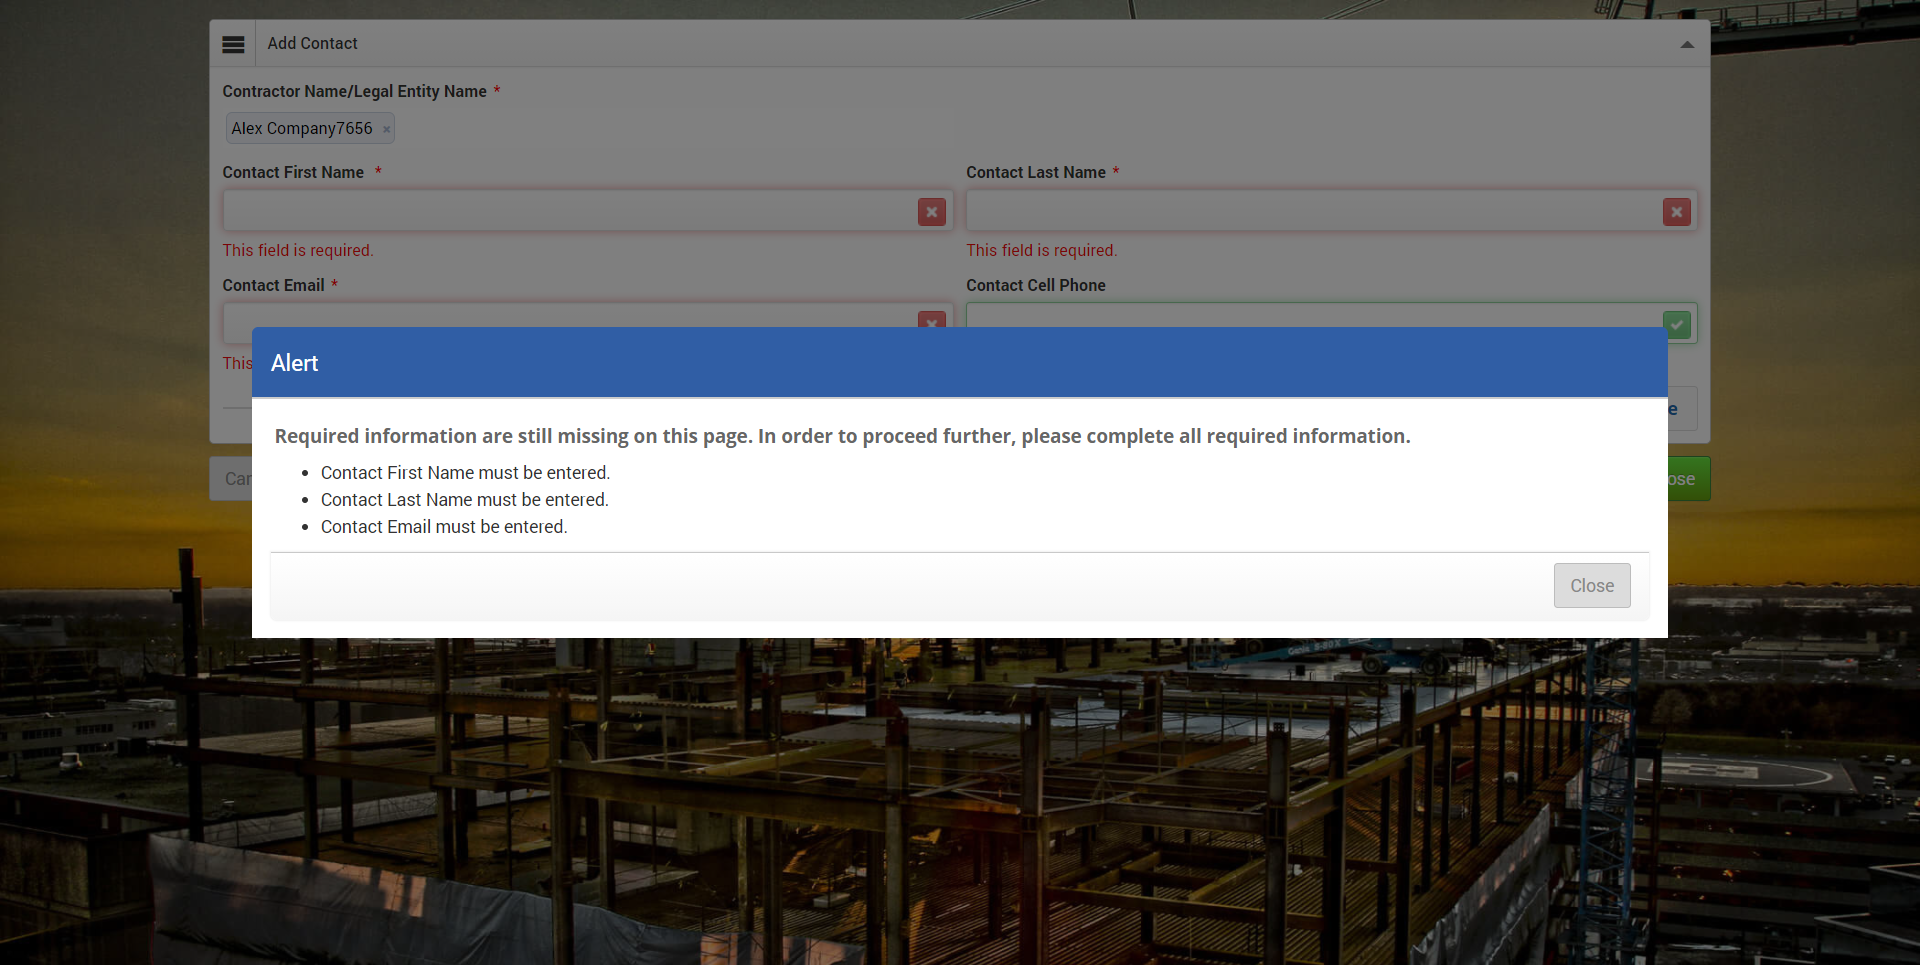 Add Contact
Contractor Name/Legal Entity Name *
Alex Company7656 ×
Contact First Name *
Contact Last Name *
This field is required.
This field is required.
Contact Email *
Contact Cell Phone
This
Alert
e
Required information are still missing on this page. In order to proceed further, please complete all required information.
• Contact First Name must be entered.
Can
ose
• Contact Last Name must be entered.
• Contact Email must be entered.
Close
Genie S-80X